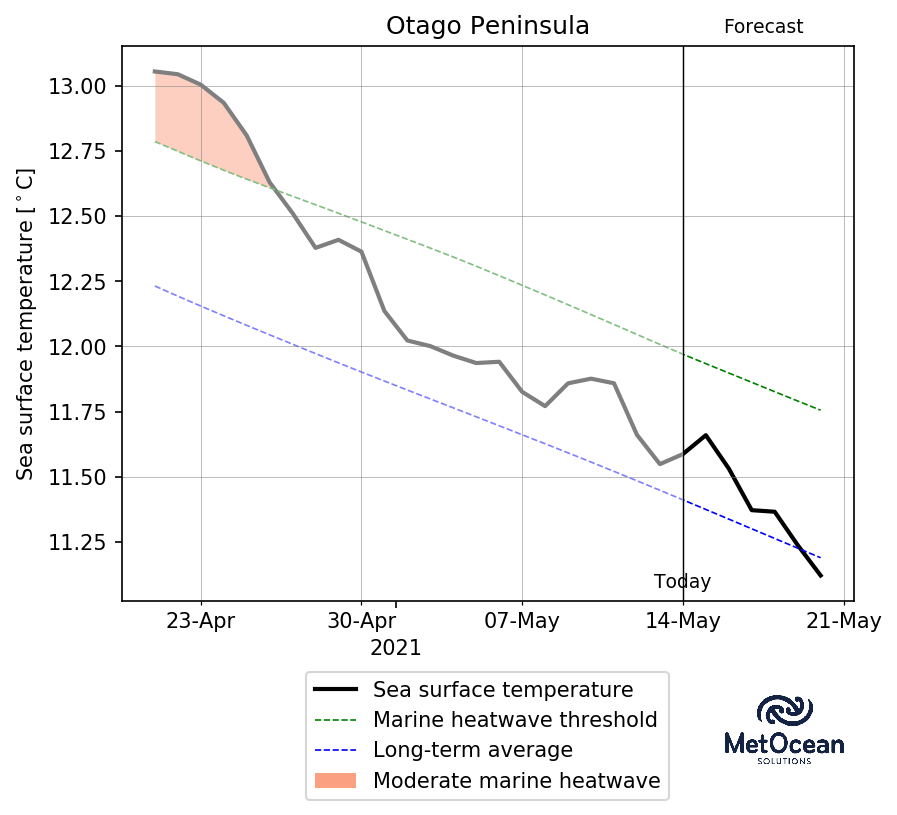 Otago Peninsula
Forecast
Sea surface temperature [°C]
13.00
12.75
12.50
12.25
12.00
11.75
11.50
11.25
Today
23-Apr 30-Apr 07-May 14-May 21-May
2021
Sea surface temperature
Marine heatwave threshold
Long-term average
Moderate marine heatwave
MetOcean
SOLUTIONS